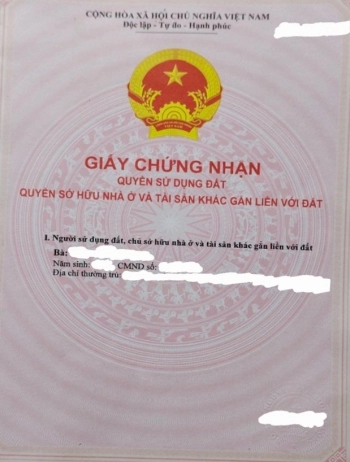 CỘNG HÒA XÃ HỘI CHỦ NGHĨA VIỆT NAM
Độc lập - Tự do - Hạnh phúc
GIẤY CHỨNG NHẬN
QUYỀN SỬ DỤNG ĐẤT
QUYỀN SỞ HỮU NHÀ Ở VÀ TÀI SẢN KHÁC GẮN LIỀN VỚI ĐẤT
I. Người sử dụng đất, chủ sở hữu nhà ở và tài sản khác gắn liền với đất
Bà:
Năm sinh: CMND số:
Địa chỉ thường trú: